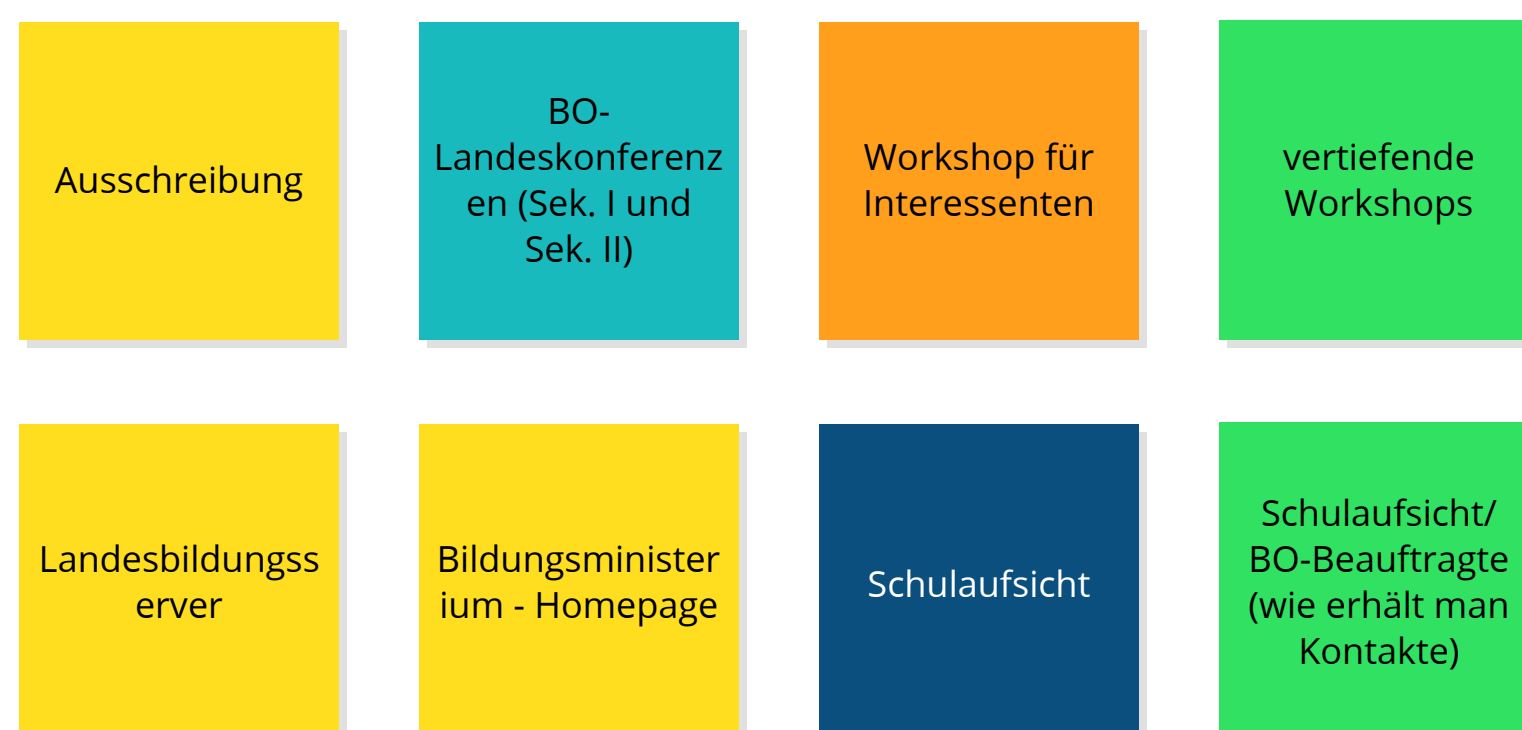 Ausschreibung
BO-
Landeskonferenz
en (Sek. I und
Sek. II)
Workshop für
Interessenten
vertiefende
Workshops
Landesbildungss
erver
Bildungsminister
ium - Homepage
Schulaufsicht
Schulaufsicht/
BO-Beauftragte
(wie erhält man
Kontakte)